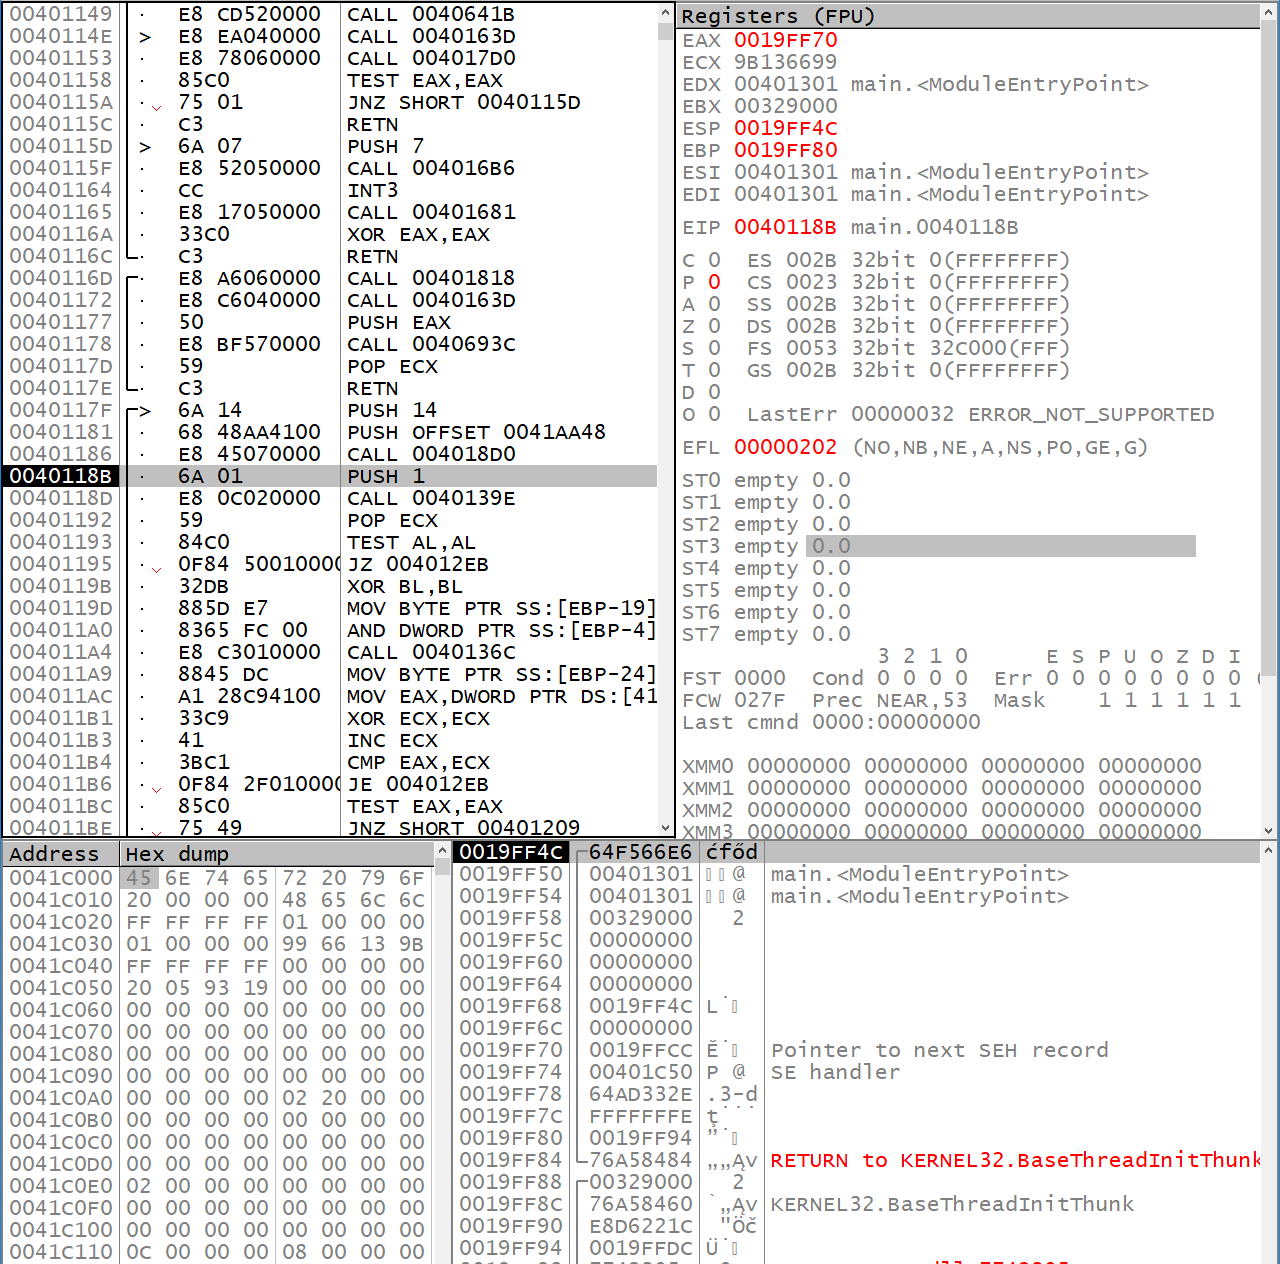 00401149 · E8 CD520000 CALL 0040641B
0040114E > E8 EA040000 CALL 0040163D
00401153 · E8 78060000 CALL 004017D0
00401158 · 85C0 TEST EAX,EAX
0040115A · 75 01 JNZ SHORT 0040115D
0040115C · C3 RETN
0040115D > 6A 07 PUSH 7
0040115F · E8 52050000 CALL 004016B6
00401164 · CC INT3
00401165 · E8 17050000 CALL 00401681
0040116A · 33C0 XOR EAX,EAX
0040116C · C3 RETN
0040116D · E8 A6060000 CALL 00401818
00401172 · E8 C6040000 CALL 0040163D
00401177 · 50 PUSH EAX
00401178 · E8 BF570000 CALL 0040693C
0040117D · 59 POP ECX
0040117E · C3 RETN
0040117F > 6A 14 PUSH 14
00401181 · 68 48AA4100 PUSH OFFSET 0041AA48
00401186 · E8 45070000 CALL 004018D0
0040118B · 6A 01 PUSH 1
0040118D · E8 0C020000 CALL 0040139E
00401192 · 59 POP ECX
00401193 · 84C0 TEST AL,AL
00401195 · 0F84 50010000 JZ 004012EB
0040119B · 32DB XOR BL,BL
0040119D · 885D E7 MOV BYTE PTR SS:[EBP-19]
004011A0 · 8365 FC 00 AND DWORD PTR SS:[EBP-4]
004011A4 · E8 C3010000 CALL 0040136C
004011A9 · 8845 DC MOV BYTE PTR SS:[EBP-24]
004011AC · A1 28C94100 MOV EAX,DWORD PTR DS:[41
004011B1 · 33C9 XOR ECX,ECX
004011B3 · 41 INC ECX
004011B4 · 3BC1 CMP EAX,ECX
004011B6 · 0F84 2F010000 JE 004012EB
004011BC · 85C0 TEST EAX,EAX
004011BE · 75 49 JNZ SHORT 00401209
Registers (FPU)
EAX 0019FF70
ECX 9B136699
EDX 00401301 main.<ModuleEntryPoint>
EBX 00329000
ESP 0019FF4C
EBP 0019FF80
ESI 00401301 main.<ModuleEntryPoint>
EDI 00401301 main.<ModuleEntryPoint>
EIP 0040118B main.0040118B
C 0 ES 002B 32bit 0(FFFFFFFF)
P 0 CS 0023 32bit 0(FFFFFFFF)
A 0 SS 002B 32bit 0(FFFFFFFF)
Z 0 DS 002B 32bit 0(FFFFFFFF)
S 0 FS 0053 32bit 32C000(FFF)
T 0 GS 002B 32bit 0(FFFFFFFF)
D 0
O 0 LastErr 00000032 ERROR_NOT_SUPPORTED
EFL 00000202 (NO,NB,NE,A,NS,PO,GE,G)
ST0 empty 0.0
ST1 empty 0.0
ST2 empty 0.0
ST3 empty 0.0
ST4 empty 0.0
ST5 empty 0.0
ST6 empty 0.0
ST7 empty 0.0
3 2 1 0 E S P U O Z D I
FST 0000 Cond 0 0 0 0 Err 0 0 0 0 0 0 0 0
FCW 027F Prec NEAR,53 Mask 1 1 1 1 1 1
Last cmnd 0000:00000000
XMM0 00000000 00000000 00000000 00000000
XMM1 00000000 00000000 00000000 00000000
XMM2 00000000 00000000 00000000 00000000
XMM3 00000000 00000000 00000000 00000000
Address Hex dump
0041C000 45 6E 74 65 72 20 79 6F
0041C010 20 00 00 00 48 65 6C 6C
0041C020 FF FF FF FF 01 00 00 00
0041C030 01 00 00 00 99 66 13 9B
0041C040 FF FF FF FF 00 00 00 00
0041C050 20 05 93 19 00 00 00 00
0041C060 00 00 00 00 00 00 00 00
0041C070 00 00 00 00 00 00 00 00
0041C080 00 00 00 00 00 00 00 00
0041C090 00 00 00 00 00 00 00 00
0041C0A0 00 00 00 00 02 20 00 00
0041C0B0 00 00 00 00 00 00 00 00
0041C0C0 00 00 00 00 00 00 00 00
0041C0D0 00 00 00 00 00 00 00 00
0041C0E0 02 00 00 00 00 00 00 00
0041C0F0 00 00 00 00 00 00 00 00
0041C100 00 00 00 00 00 00 00 00
0041C110 0C 00 00 00 08 00 00 00
0019FF4C 64F566E6 ćfőd
0019FF50 00401301 @ main.<ModuleEntryPoint>
0019FF54 00401301 @ main.<ModuleEntryPoint>
0019FF58 00329000 2
0019FF5C 00000000
0019FF60 00000000
0019FF64 00000000
0019FF68 0019FF4C L˙
0019FF6C 00000000
0019FF70 0019FFCC Ě˙ Pointer to next SEH record
0019FF74 00401C50 P @ SE handler
0019FF78 64AD332E .3-d
0019FF7C FFFFFFFE ţ˙˙˙
0019FF80 0019FF94 ”˙
0019FF84 76A58484 „„Ąv RETURN to KERNEL32.BaseThreadInitThunk
0019FF88 00329000 2
0019FF8C 76A58460 `„Ąv KERNEL32.BaseThreadInitThunk
0019FF90 E8D6221C "Öč
0019FF94 0019FFDC Ü˙